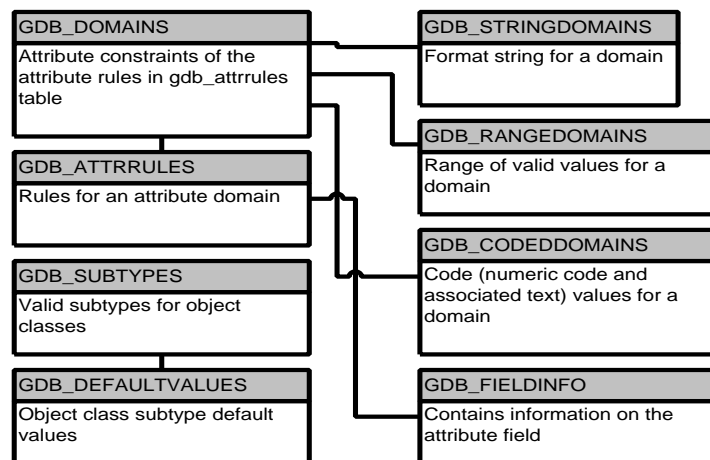 GDB_DOMAINS
Attribute constraints of the
attribute rules in gdb_attrrules
table
GDB_ATTRRULES
Rules for an attribute domain
GDB_SUBTYPES
Valid subtypes for object
classes
GDB_DEFAULTVALUES
Object class subtype default
values
GDB_STRINGDOMAINS
Format string for a domain
GDB_RANGEDOMAINS
Range of valid values for a
domain
GDB_CODEDDOMAINS
Code (numeric code and
associated text) values for a
domain
GDB_FIELDINFO
Contains information on the
attribute field